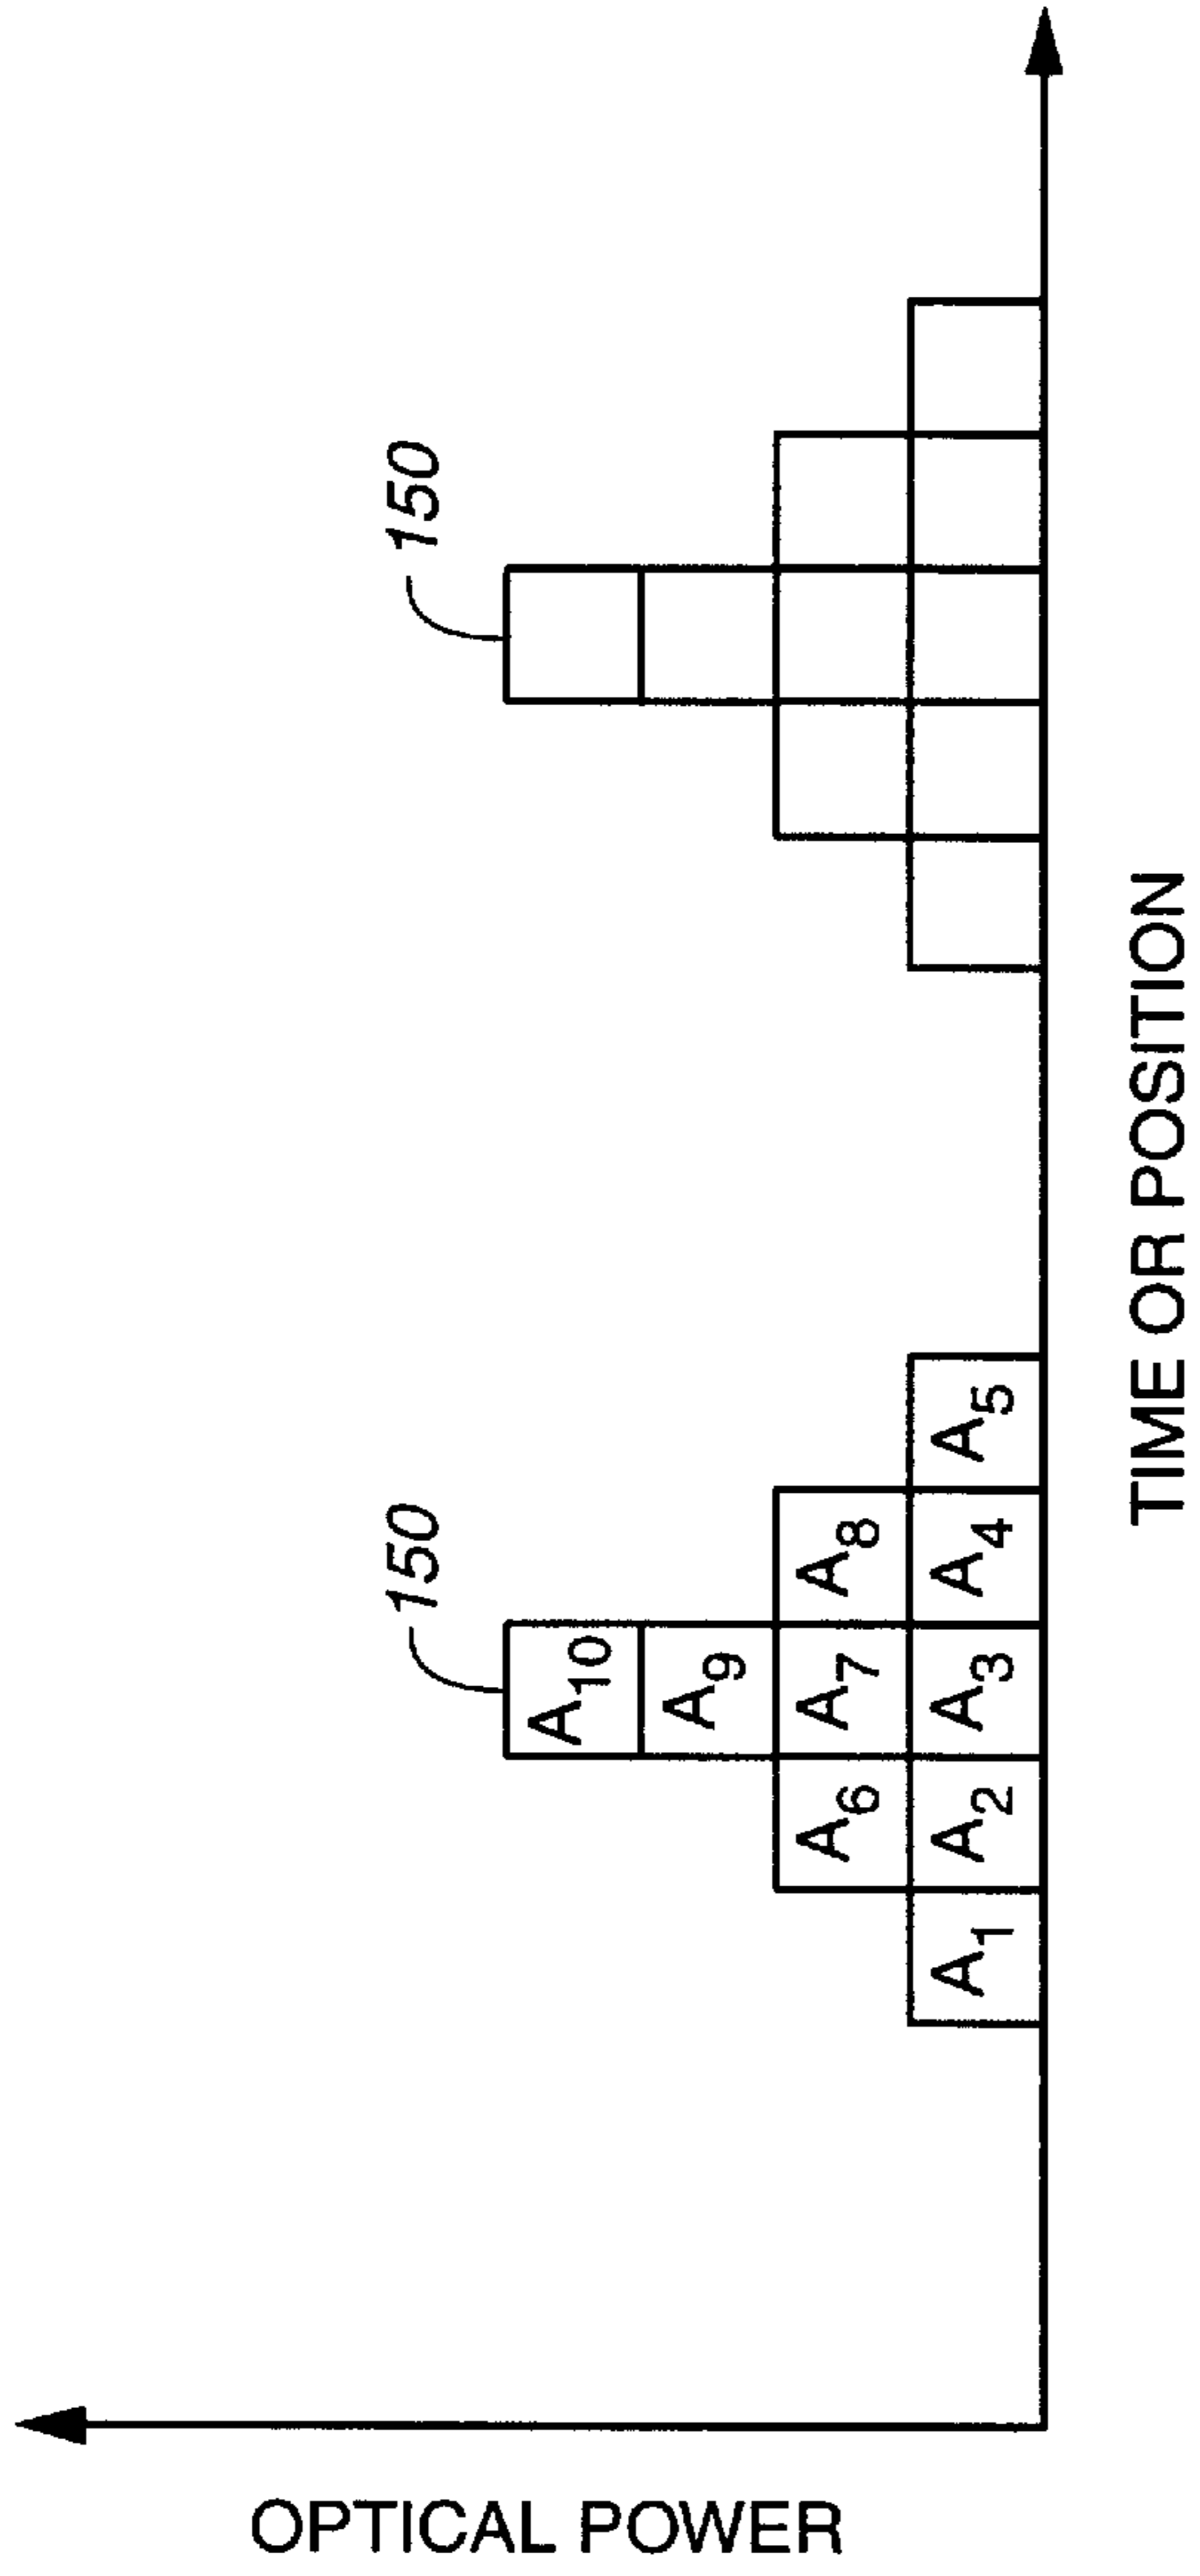 150
150
A10
A9
A6 A7 A8
A1 A2 A3 A4 A5
TIME OR POSITION
OPTICAL POWER